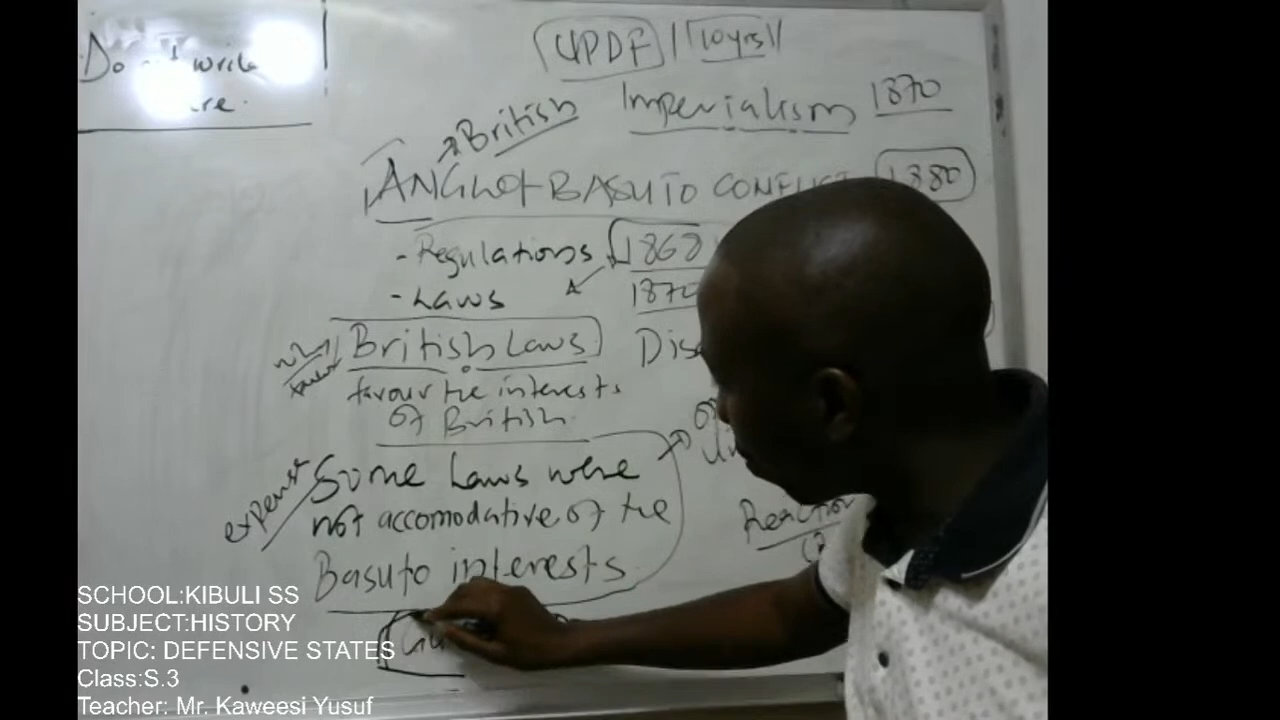 Do write
UPDF 10yrs
British Imperialism 1870
ANGLO BASUTO CONFLICT 1880
- Regulations 1868
- Laws 1870
British Laws
favour the interests
of British
Some Laws were
not accomodative of the
Basuto interests
Reaction
SCHOOL:KIBULI SS
SUBJECT:HISTORY
TOPIC: DEFENSIVE STATES
Class:S.3
Teacher: Mr. Kaweesi Yusuf